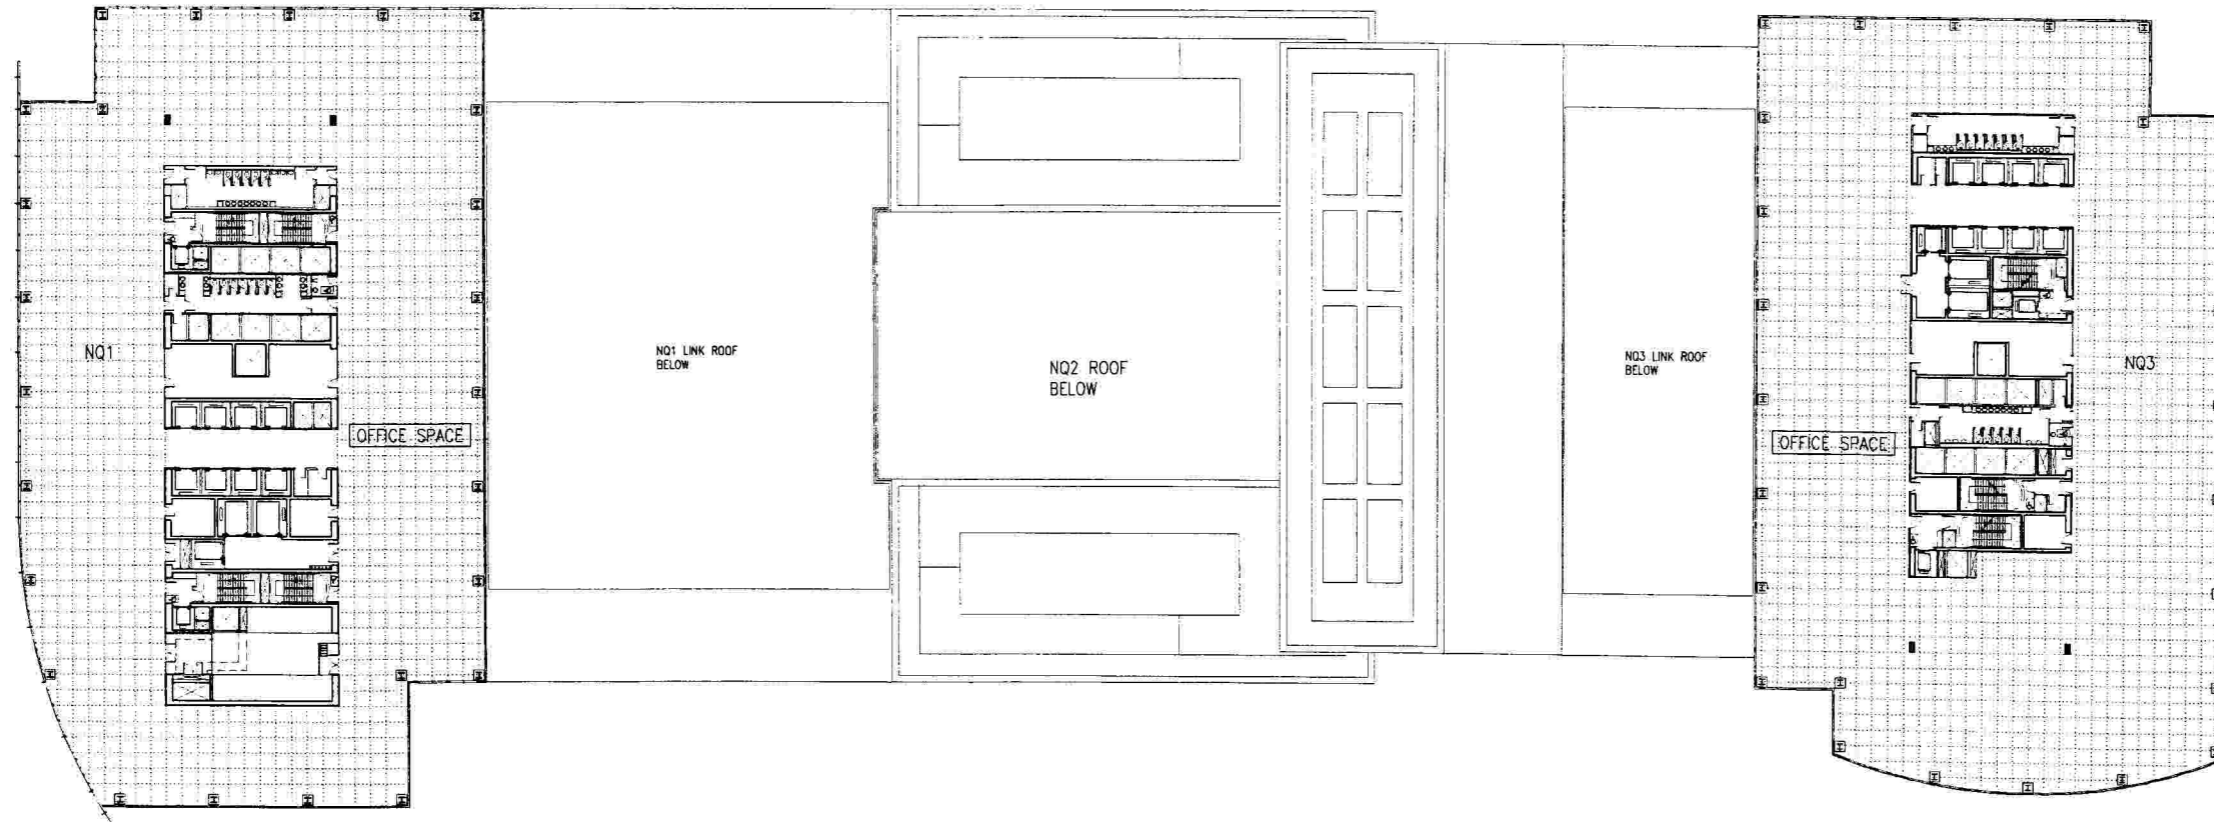 NQ1
OFFICE SPACE
NQ1 LINK ROOF
BELOW
NQ2 ROOF
BELOW
NQ3 LINK ROOF
BELOW
OFFICE SPACE
NQ3